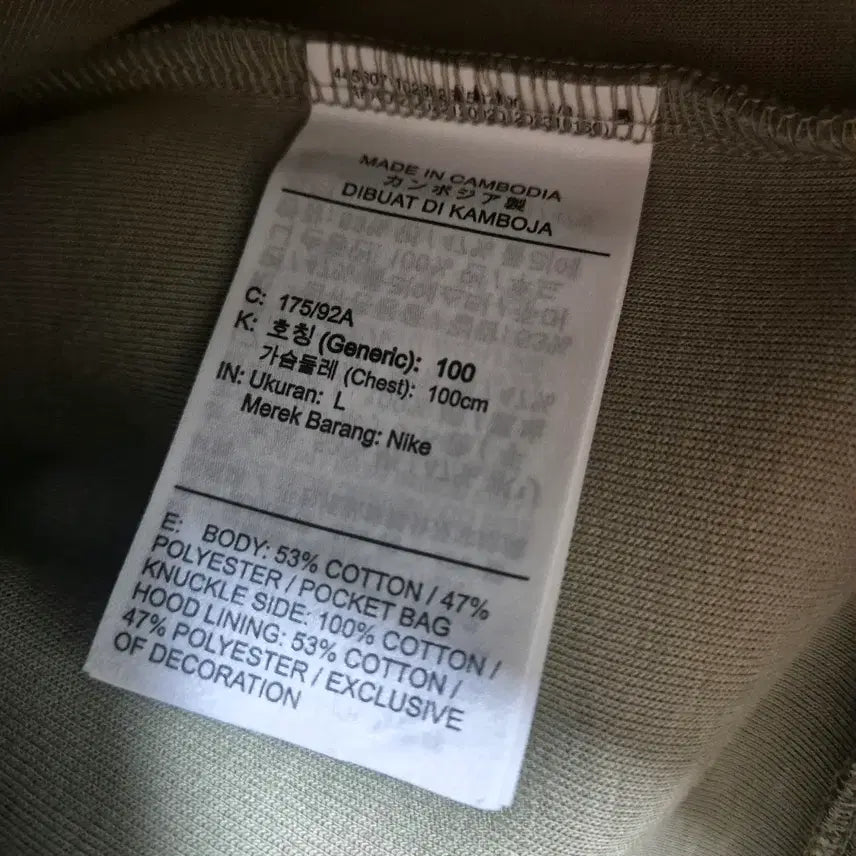 MADE IN CAMBODIA
カンボジア製
DIBUAT DI KAMBOJA
C: 175/92A
K: 호칭 (Generic): 100
가슴둘레 (Chest): 100cm
IN: Ukuran: L
Merek Barang: Nike
E: BODY: 53% COTTON / 47%
POLYESTER / POCKET BAG
KNUCKLE SIDE: 100% COTTON /
HOOD LINING: 53% COTTON /
47% POLYESTER / EXCLUSIVE
OF DECORATION